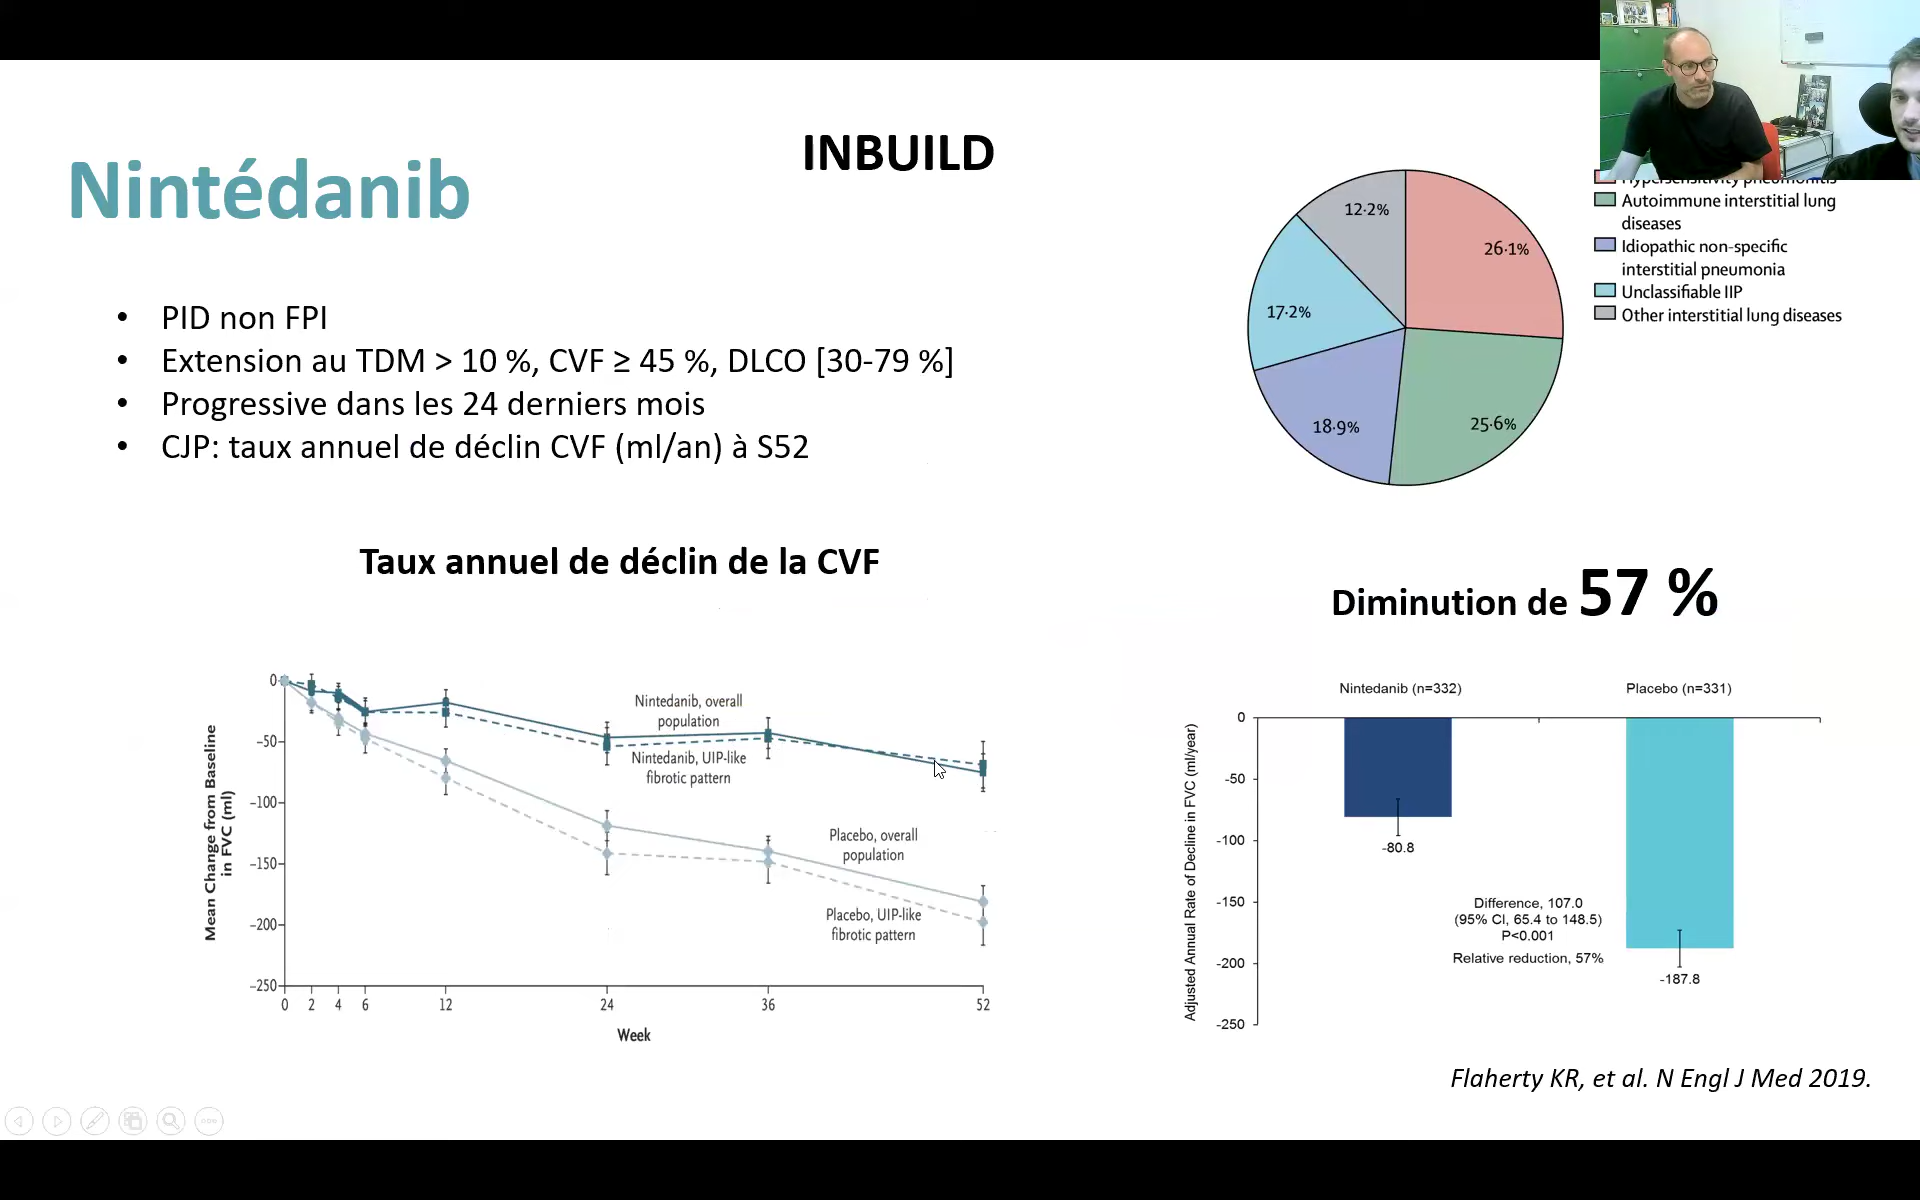 INBUILD
Nintédanib
• PID non FPI
• Extension au TDM > 10 %, CVF ≥ 45 %, DLCO [30-79 %]
• Progressive dans les 24 derniers mois
• CJP: taux annuel de déclin CVF (ml/an) à S52
12·2%
26·1%
17·2%
18·9%
25·6%
Hypersensitivity pneumonitis
Autoimmune interstitial lung
diseases
Idiopathic non-specific
interstitial pneumonia
Unclassifiable IIP
Other interstitial lung diseases
Taux annuel de déclin de la CVF
Mean Change from Baseline
in FVC (ml)
0
−50
−100
−150
−200
−250
Nintedanib, overall
population
Nintedanib, UIP-like
fibrotic pattern
Placebo, overall
population
Placebo, UIP-like
fibrotic pattern
0 2 4 6 12 24 36 52
Week
Diminution de 57 %
Nintedanib (n=332)
Placebo (n=331)
Adjusted Annual Rate of Decline in FVC (ml/year)
0
-50
-100
-150
-200
-250
-80.8
Difference, 107.0
(95% CI, 65.4 to 148.5)
P<0.001
Relative reduction, 57%
-187.8
Flaherty KR, et al. N Engl J Med 2019.